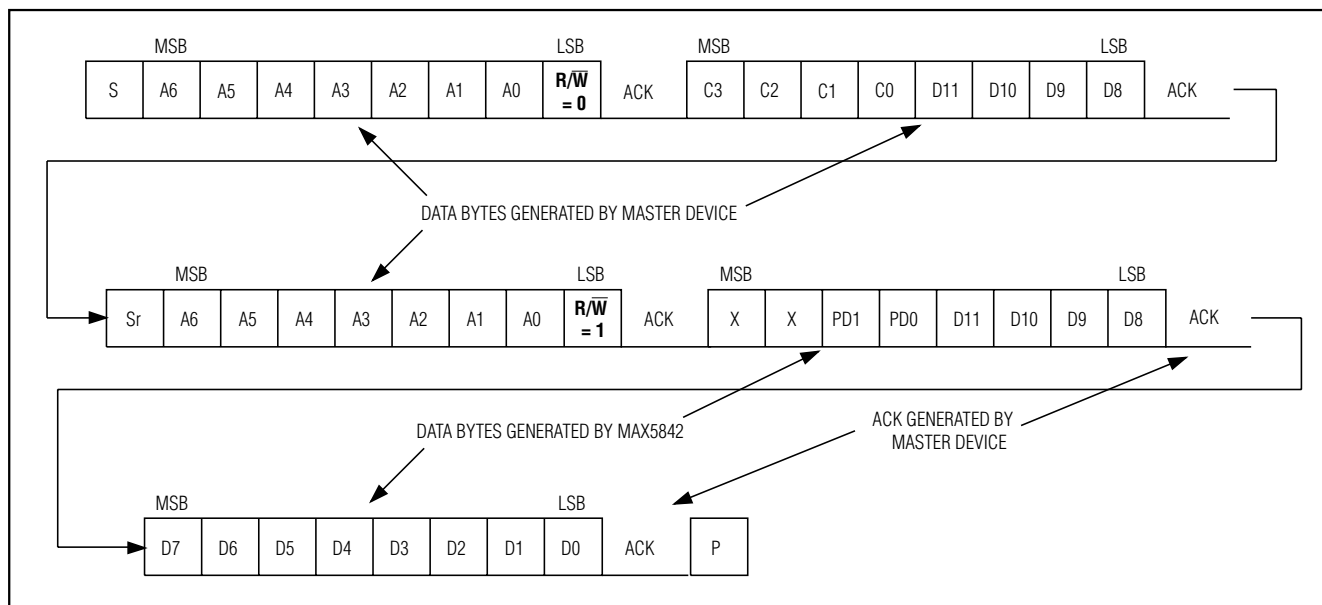 MSB LSB MSB LSB
S A6 A5 A4 A3 A2 A1 A0 R/W̅ = 0 ACK C3 C2 C1 C0 D11 D10 D9 D8 ACK
DATA BYTES GENERATED BY MASTER DEVICE
MSB LSB MSB LSB
Sr A6 A5 A4 A3 A2 A1 A0 R/W̅ = 1 ACK X X PD1 PD0 D11 D10 D9 D8 ACK
DATA BYTES GENERATED BY MAX5842
ACK GENERATED BY
MASTER DEVICE
MSB LSB
D7 D6 D5 D4 D3 D2 D1 D0 ACK P